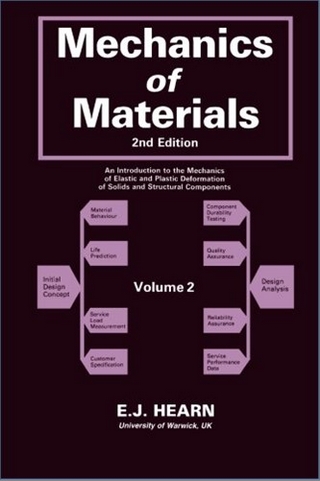 Mechanics
of
Materials
2nd Edition
An Introduction to the Mechanics
of Elastic and Plastic Deformation
of Solids and Structural Components
Material
Behaviour
Component
Durability
Testing
Life
Prediction
Quality
Assurance
Initial
Design
Concept
Volume 2
Design
Analysis
Service
Load
Measurement
Reliability
Assurance
Customer
Specification
Service
Performance
Data
E.J. HEARN
University of Warwick, UK